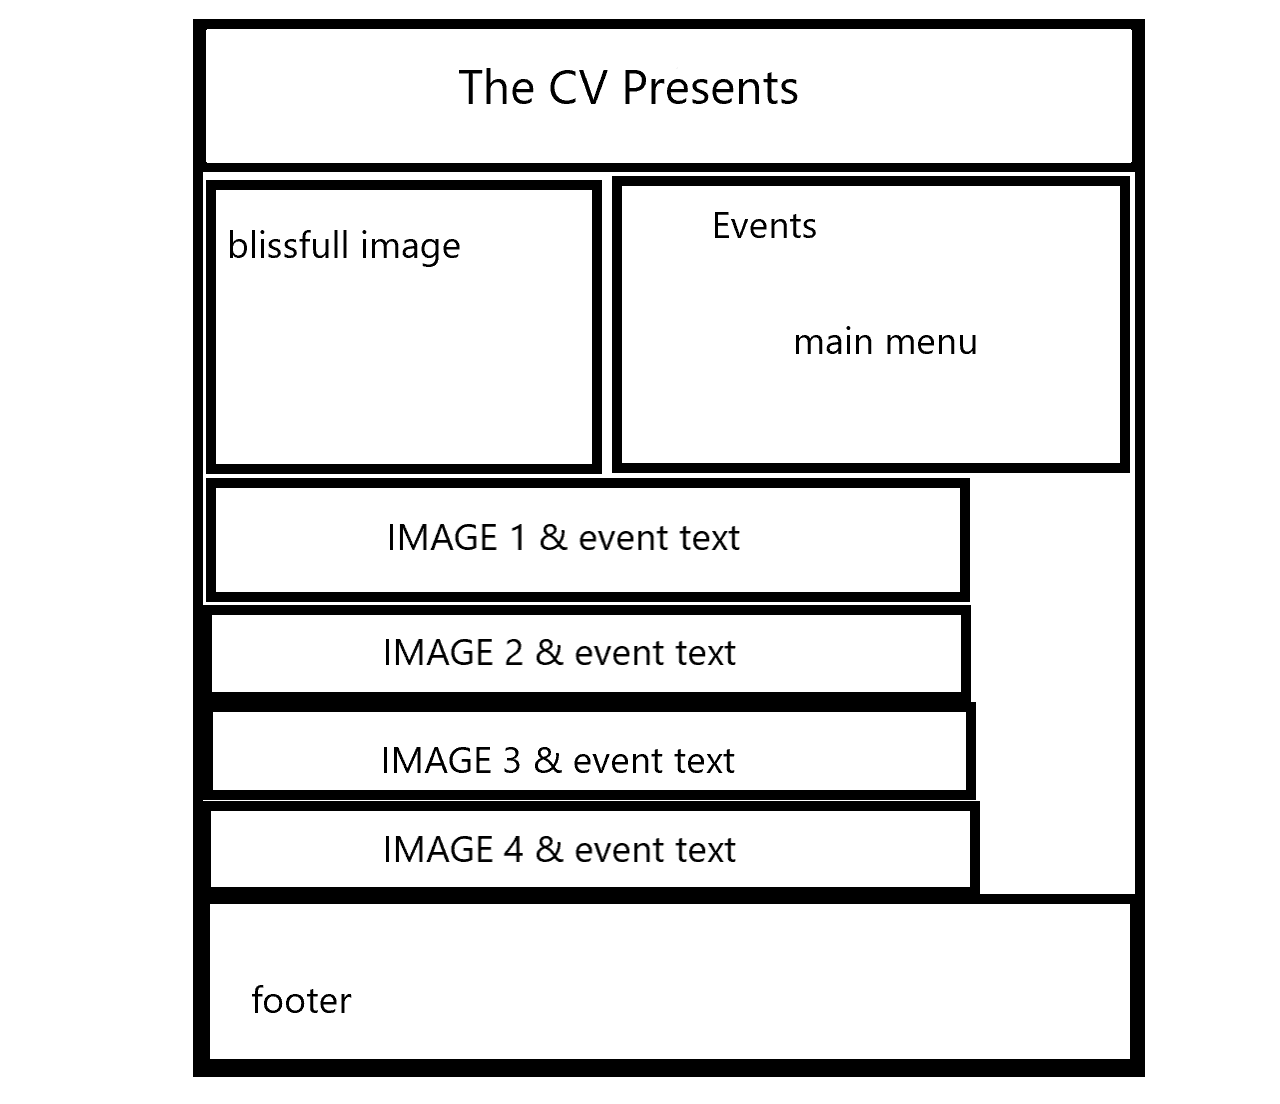 The CV Presents
blissfull image
Events
main menu
IMAGE 1 & event text
IMAGE 2 & event text
IMAGE 3 & event text
IMAGE 4 & event text
footer